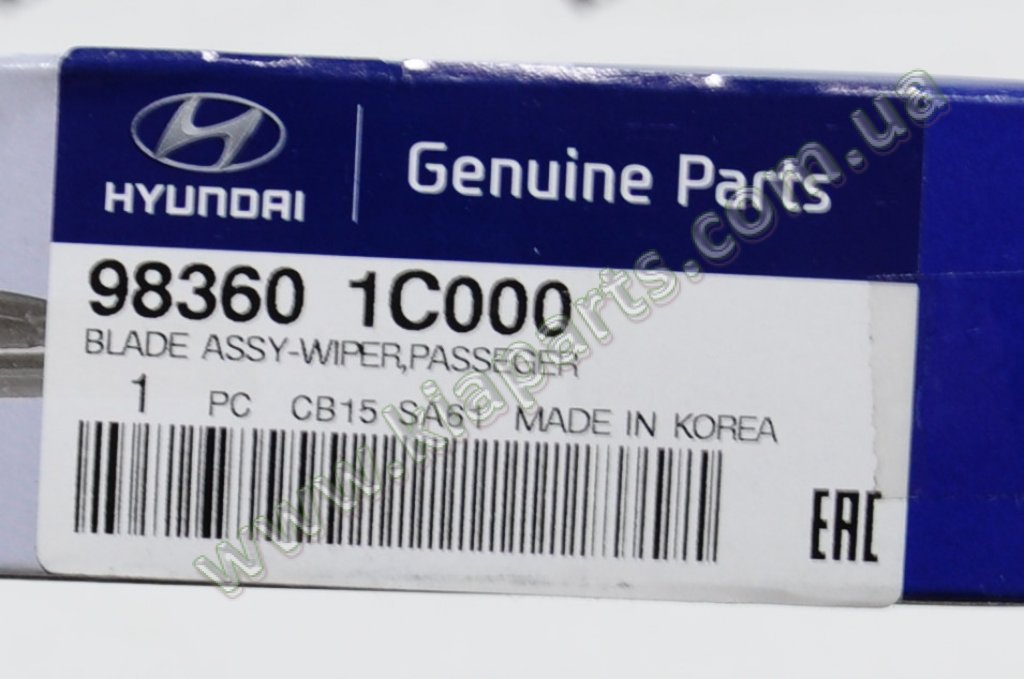 HYUNDAI
Genuine Parts
98360 1C000
BLADE ASSY-WIPER,PASSEGER
1 PC CB15 SA61 MADE IN KOREA
EAC
www.kiaparts.com.ua